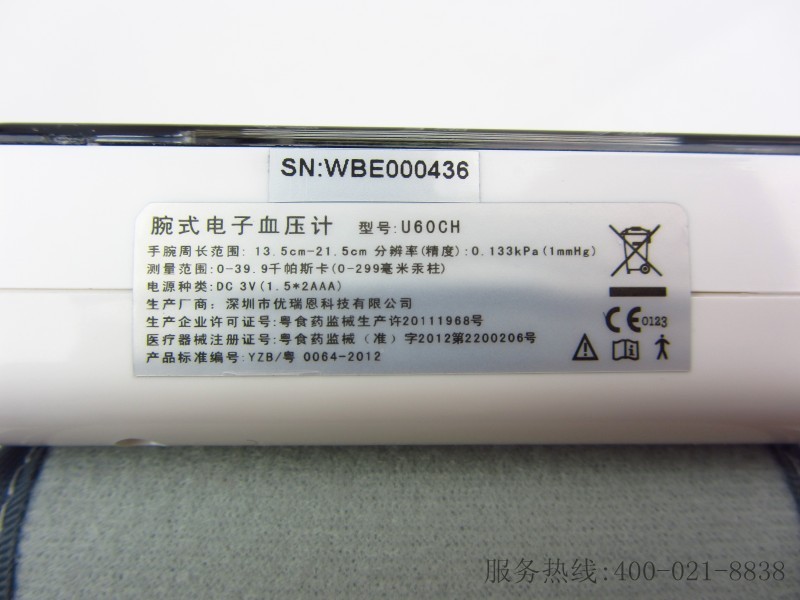 SN:WBE000436
腕式电子血压计 型号:U60CH
手腕周长范围: 13.5cm-21.5cm 分辨率(精度):0.133kPa(1mmHg)
测量范围:0-39.9千帕斯卡(0-299毫米汞柱)
电源种类:DC 3V(1.5*2AAA)
生产厂商: 深圳市优瑞恩科技有限公司
生产企业许可证号:粤食药监械生产许20111968号
医疗器械注册证号:粤食药监械（准）字2012第2200206号
产品标准编号:YZB/粤 0064-2012
CE0123
服务热线:400-021-8838